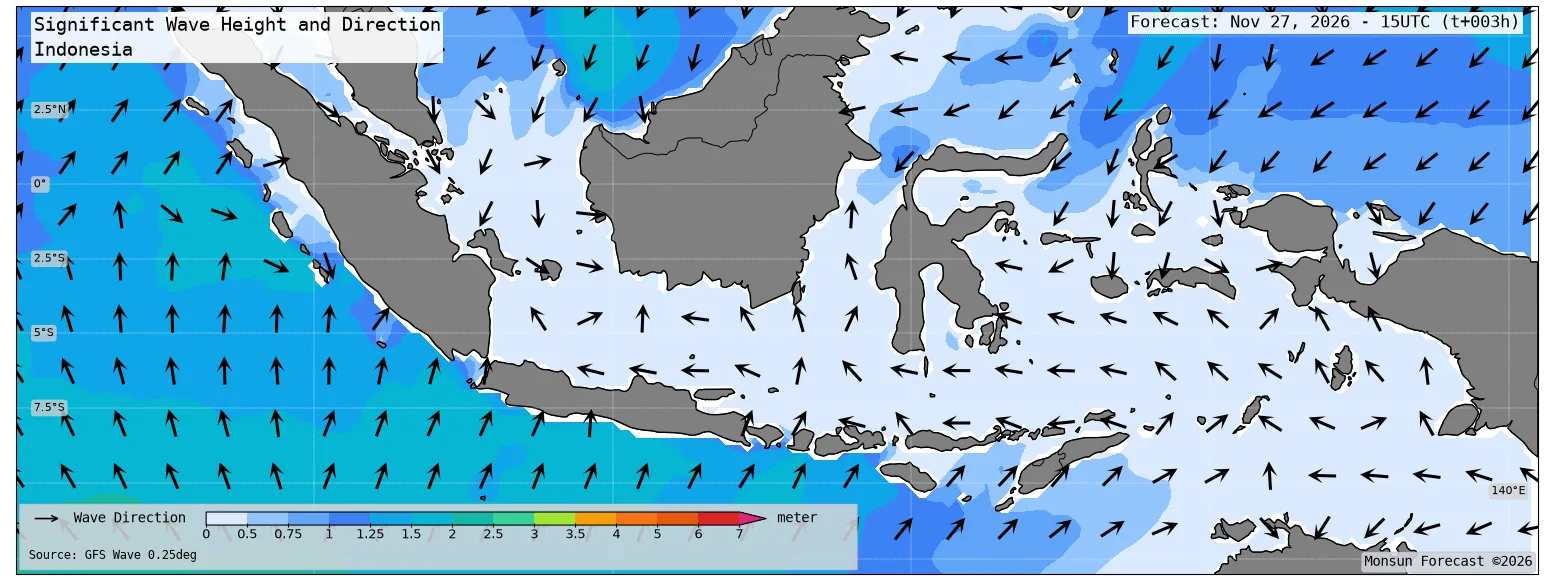 Significant Wave Height and Direction
Indonesia
Forecast: Nov 27, 2026 - 15UTC (t+003h)
2.5°N
0°
2.5°S
5°S
7.5°S
140°E
Wave Direction
0 0.5 0.75 1 1.25 1.5 2 2.5 3 3.5 4 5 6 7
meter
Source: GFS Wave 0.25deg
Monsun Forecast ©2026